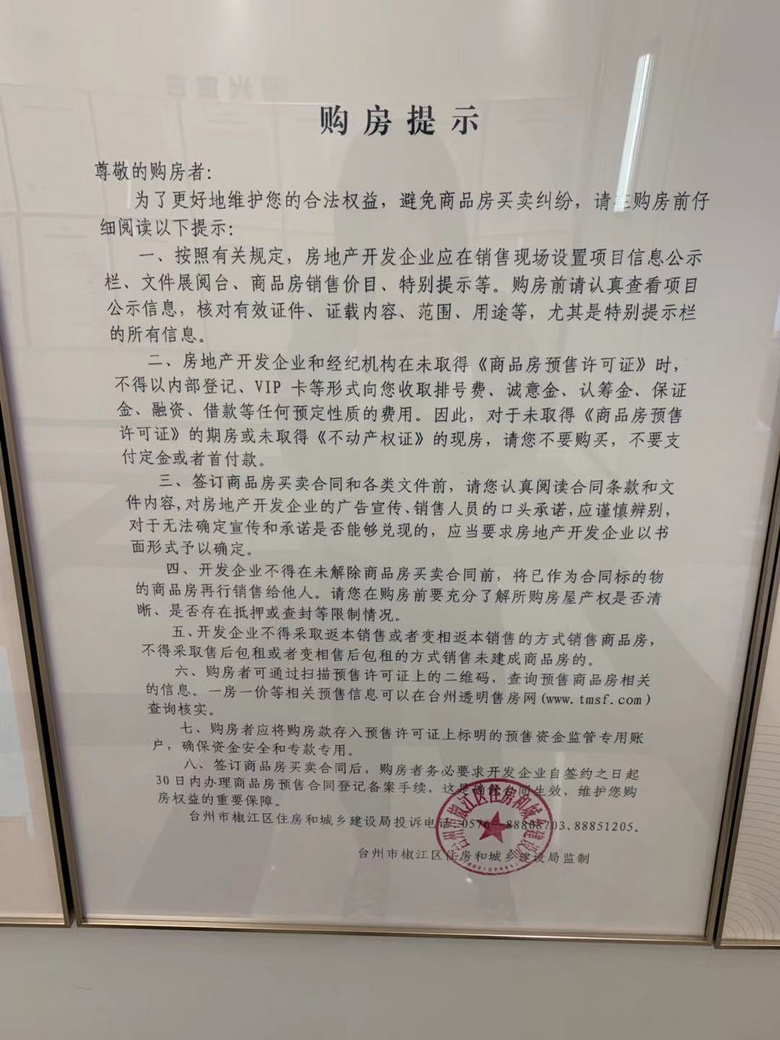 购房提示
尊敬的购房者:
为了更好地维护您的合法权益,避免商品房买卖纠纷,请在购房前仔
细阅读以下提示:
一、按照有关规定,房地产开发企业应在销售现场设置项目信息公示
栏、文件展阅台、商品房销售价目、特别提示等。购房前请认真查看项目
公示信息,核对有效证件、证载内容、范围、用途等,尤其是特别提示栏
的所有信息。
二、房地产开发企业和经纪机构在未取得《商品房预售许可证》时,
不得以内部登记、VIP 卡等形式向您收取排号费、诚意金、认筹金、保证
金、融资、借款等任何预定性质的费用。因此,对于未取得《商品房预售
许可证》的期房或未取得《不动产权证》的现房,请您不要购买,不要支
付定金或者首付款。
三、签订商品房买卖合同和各类文件前,请您认真阅读合同条款和文
件内容,对房地产开发企业的广告宣传、销售人员的口头承诺,应谨慎辨别,
对于无法确定宣传和承诺是否能够兑现的,应当要求房地产开发企业以书
面形式予以确定。
四、开发企业不得在未解除商品房买卖合同前,将已作为合同标的物
的商品房再行销售给他人。请您在购房前要充分了解所购房屋产权是否清
晰、是否存在抵押或查封等限制情况。
五、开发企业不得采取返本销售或者变相返本销售的方式销售商品房,
不得采取售后包租或者变相售后包租的方式销售未建成商品房的。
六、购房者可通过扫描预售许可证上的二维码,查询预售商品房相关
的信息。一房一价等相关预售信息可以在台州透明售房网(www.tmsf.com)
查询核实。
七、购房者应将购房款存入预售许可证上标明的预售资金监管专用账
户,确保资金安全和专款专用。
八、签订商品房买卖合同后,购房者务必要求开发企业自签约之日起
30日内办理商品房预售合同登记备案手续,这是确保合同生效,维护您购
房权益的重要保障。
台州市椒江区住房和城乡建设局投诉电话 0576-88808703、88851205。
台州市椒江区住房和城乡建设局监制
台州市椒江区住房和城乡建设局